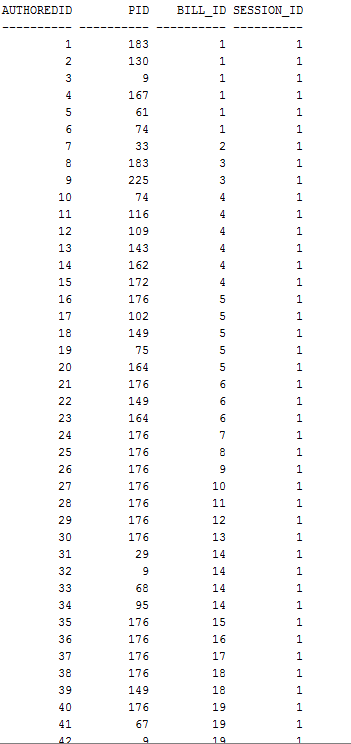 AUTHOREDID PID BILL_ID SESSION_ID
---------- ---------- ---------- ----------
1 183 1 1
2 130 1 1
3 9 1 1
4 167 1 1
5 61 1 1
6 74 1 1
7 33 2 1
8 183 3 1
9 225 3 1
10 74 4 1
11 116 4 1
12 109 4 1
13 143 4 1
14 162 4 1
15 172 4 1
16 176 5 1
17 102 5 1
18 149 5 1
19 75 5 1
20 164 5 1
21 176 6 1
22 149 6 1
23 164 6 1
24 176 7 1
25 176 8 1
26 176 9 1
27 176 10 1
28 176 11 1
29 176 12 1
30 176 13 1
31 29 14 1
32 9 14 1
33 68 14 1
34 95 14 1
35 176 15 1
36 176 16 1
37 176 17 1
38 176 18 1
39 149 18 1
40 176 19 1
41 67 19 1
42 9 19 1